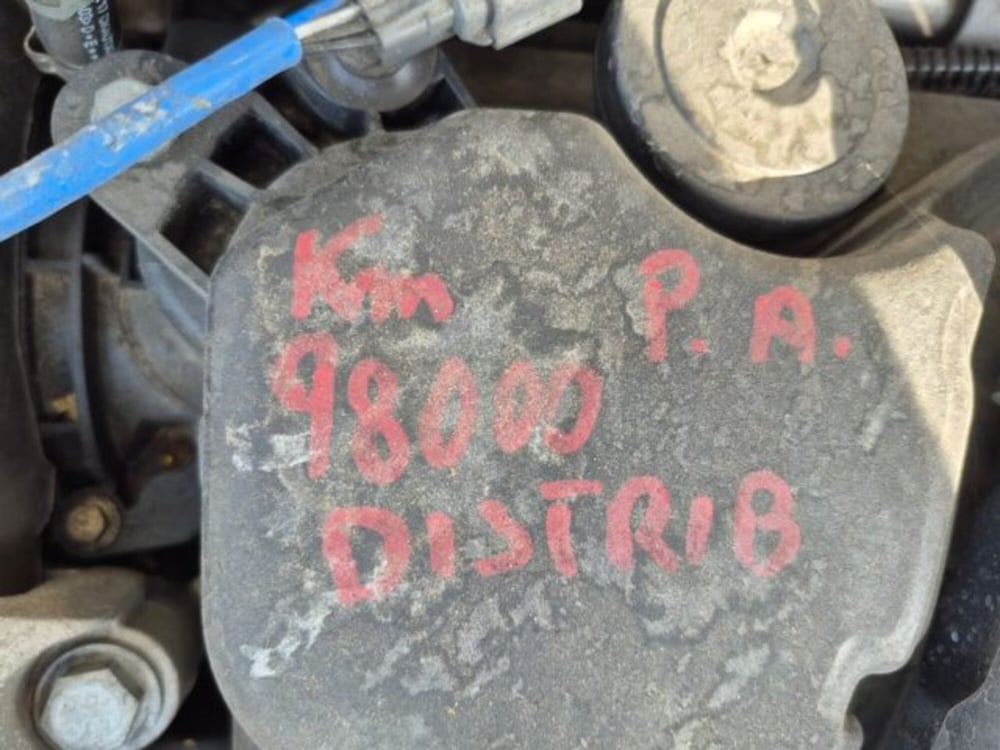 Km P. A.
98000
DISTRIB